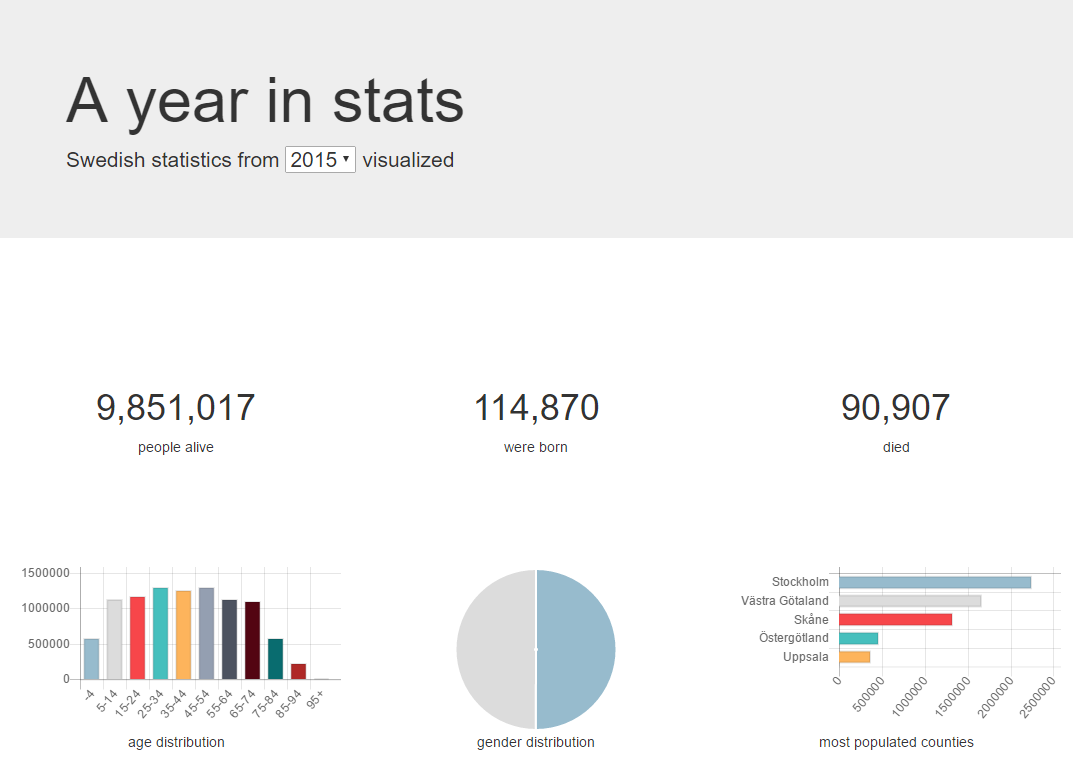 A year in stats
Swedish statistics from 2015 visualized
9,851,017
people alive
114,870
were born
90,907
died
1500000
1000000
500000
0
-4
5-14
15-24
25-34
35-44
45-54
55-64
65-74
75-84
85-94
95+
age distribution
gender distribution
Stockholm
Västra Götaland
Skåne
Östergötland
Uppsala
0
500000
1000000
1500000
2000000
2500000
most populated counties